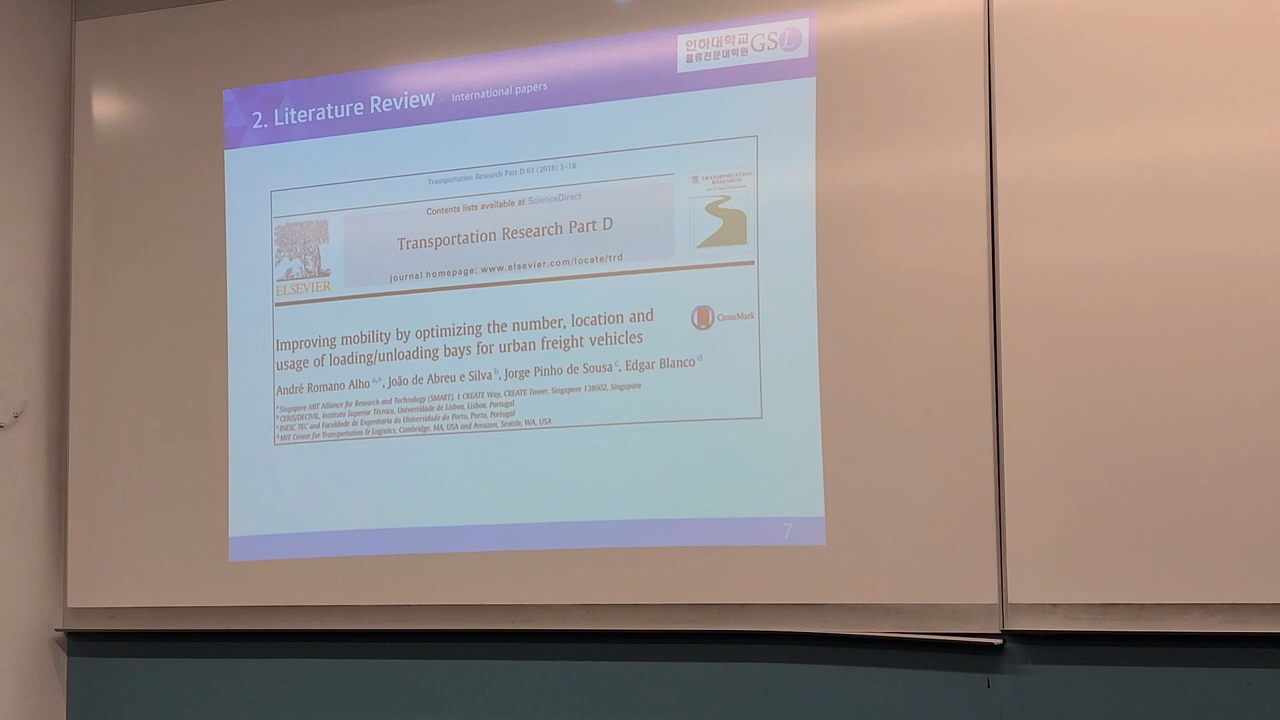 인하대학교
물류전문대학원
GSL
2. Literature Review - International papers
Transportation Research Part D 61 (2018) 3–18
Contents lists available at ScienceDirect
Transportation Research Part D
journal homepage: www.elsevier.com/locate/trd
ELSEVIER
TRANSPORTATION
RESEARCH
Improving mobility by optimizing the number, location and
usage of loading/unloading bays for urban freight vehicles
CrossMark
André Romano Alho a,*, João de Abreu e Silva b, Jorge Pinho de Sousa c, Edgar Blanco d
a Singapore-MIT Alliance for Research and Technology (SMART), 1 CREATE Way, CREATE Tower, Singapore 138602, Singapore
b CERIS/DECIVIL, Instituto Superior Técnico, Universidade de Lisboa, Lisboa, Portugal
c INESC TEC and Faculdade de Engenharia da Universidade do Porto, Porto, Portugal
d MIT Center for Transportation & Logistics, Cambridge, MA, USA and Amazon, Seattle, WA, USA
7